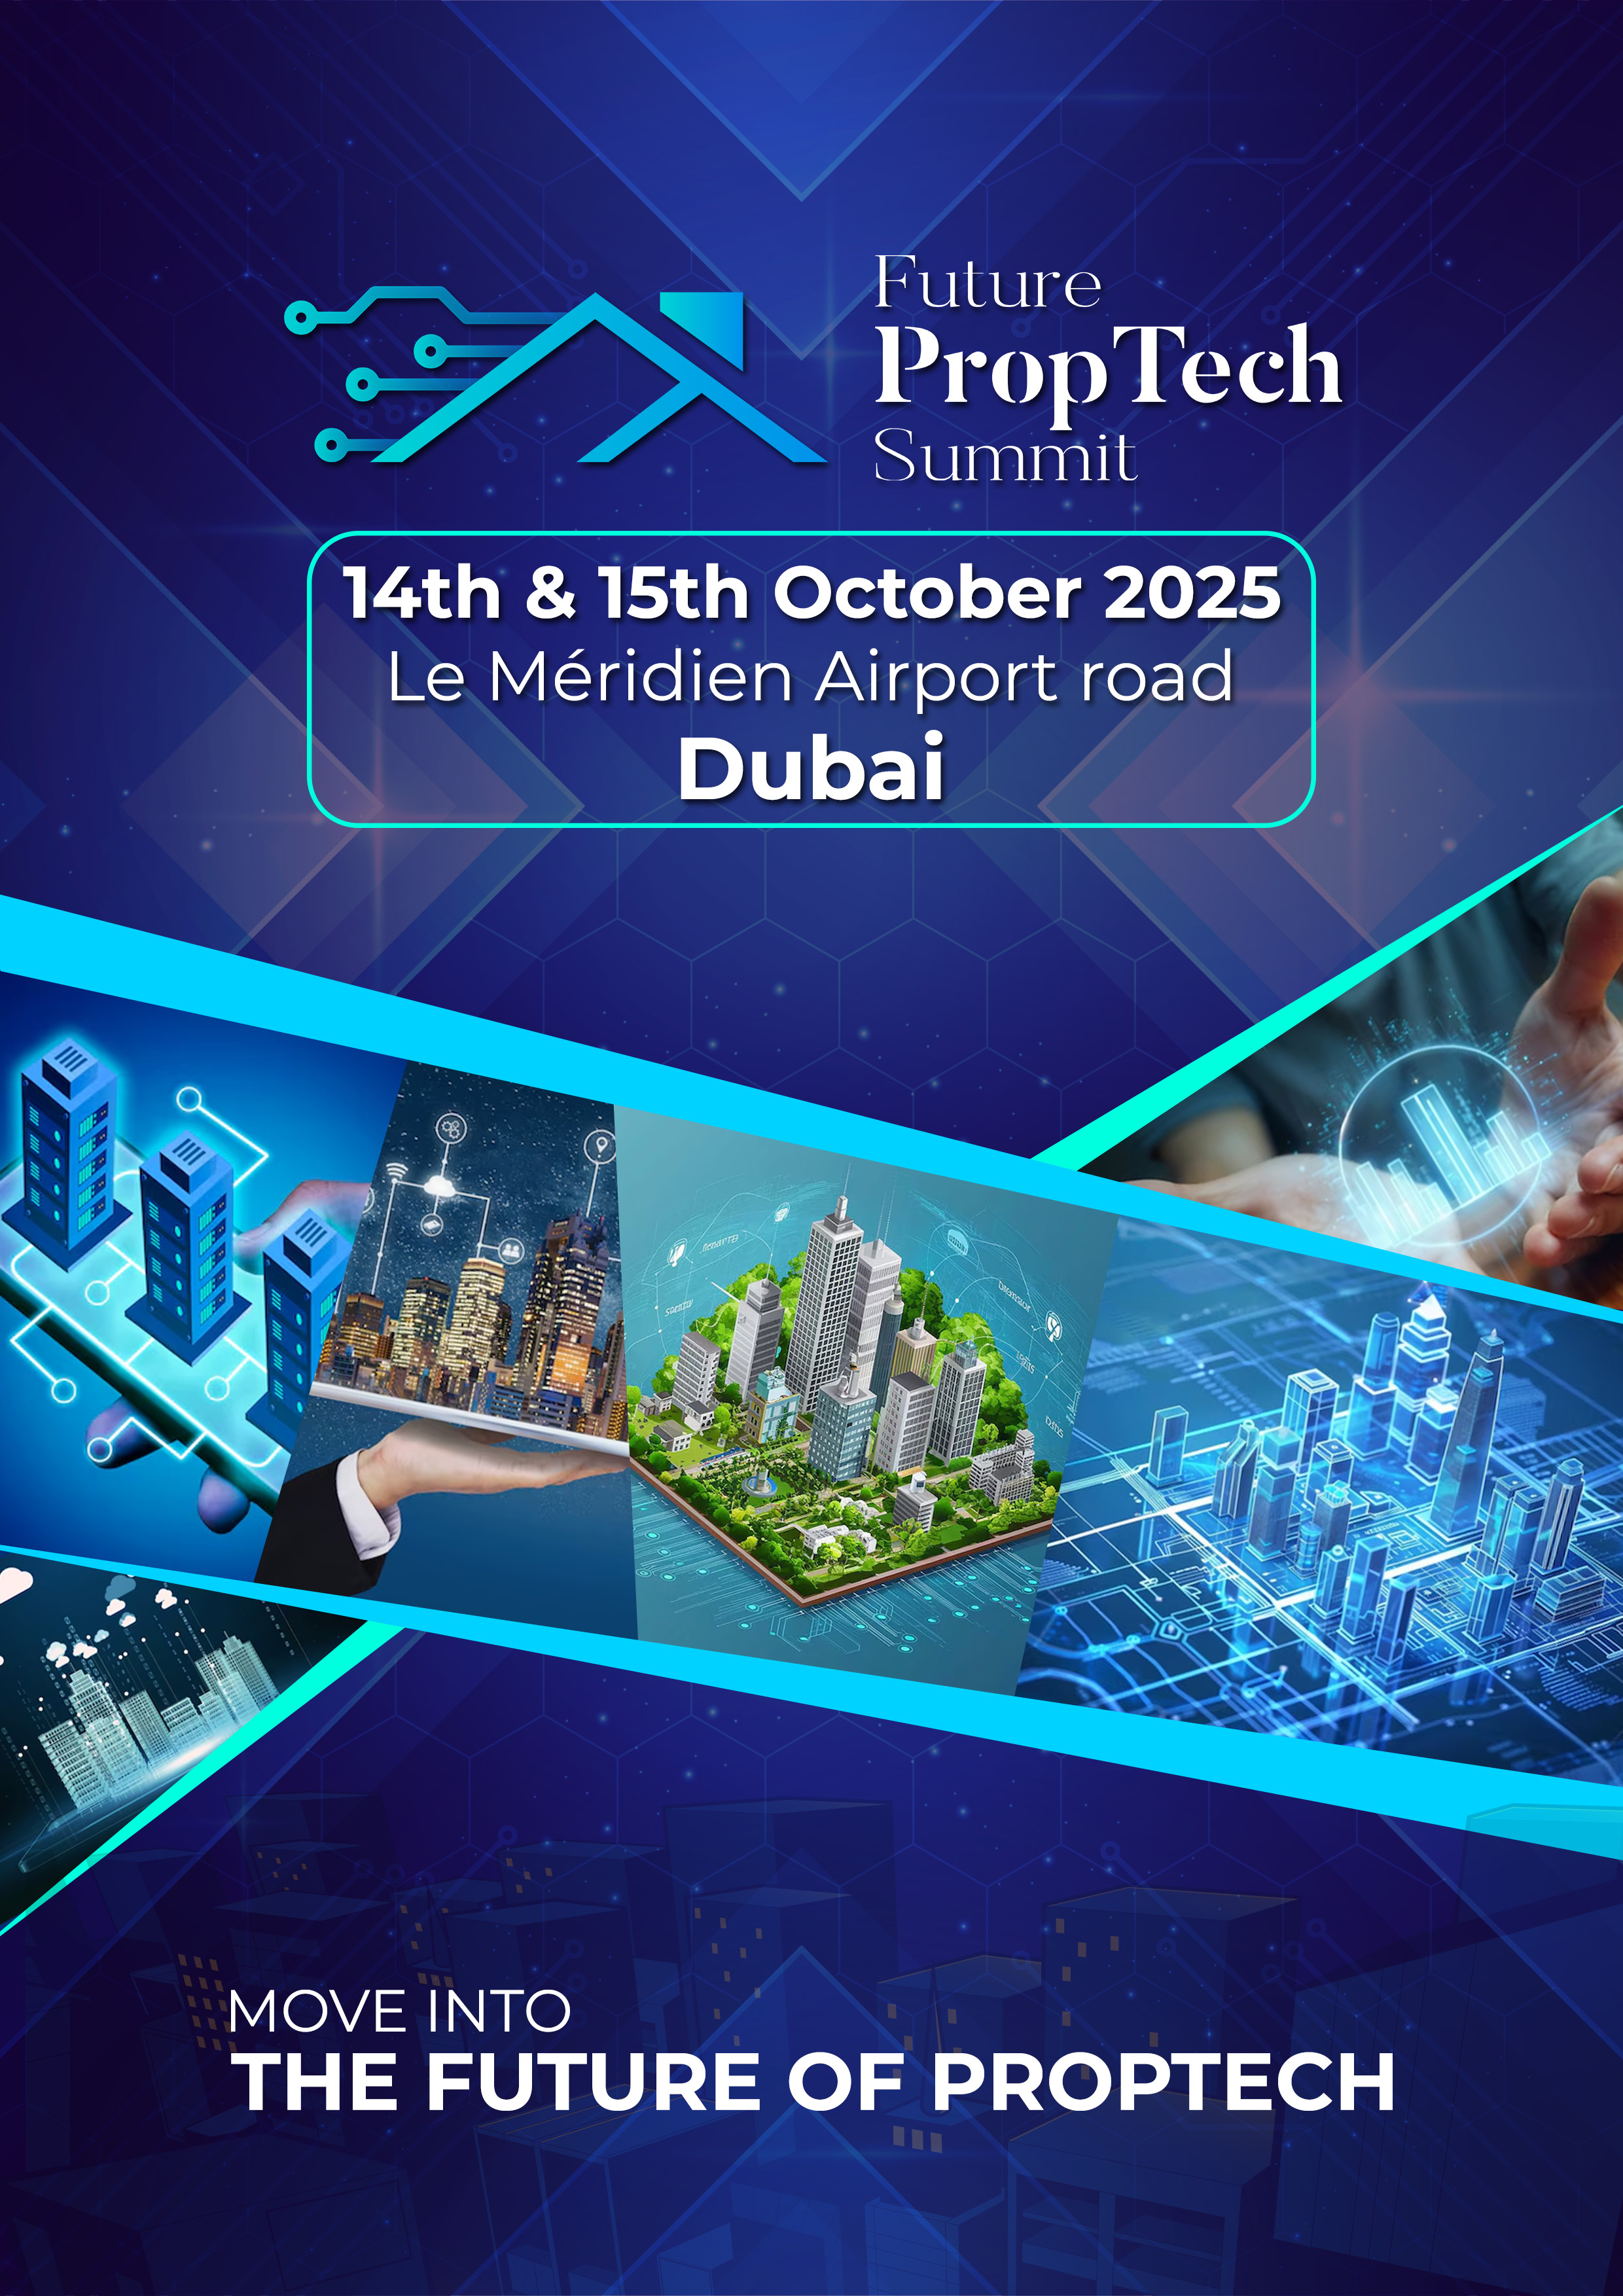 Future
PropTech
Summit
14th & 15th October 2025
Le Méridien Airport road
Dubai
MOVE INTO
THE FUTURE OF PROPTECH